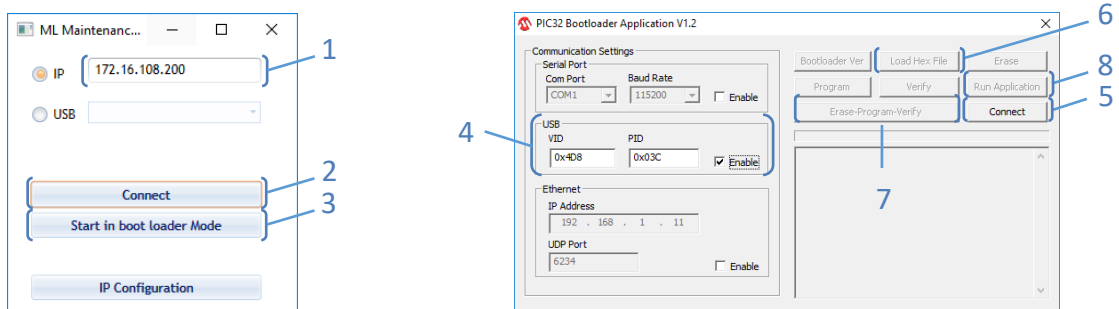 ML Maintenanc...
IP
172.16.108.200
1
USB
Connect
2
Start in boot loader Mode
3
IP Configuration
PIC32 Bootloader Application V1.2
6
Communication Settings
Serial Port
Com Port
Baud Rate
COM1
115200
Enable
Bootloader Ver
Load Hex File
Erase
8
Program
Verify
Run Application
5
Erase-Program-Verify
Connect
4
USB
VID
PID
0x4D8
0x03C
Enable
7
Ethernet
IP Address
192 . 168 . 1 . 11
UDP Port
6234
Enable